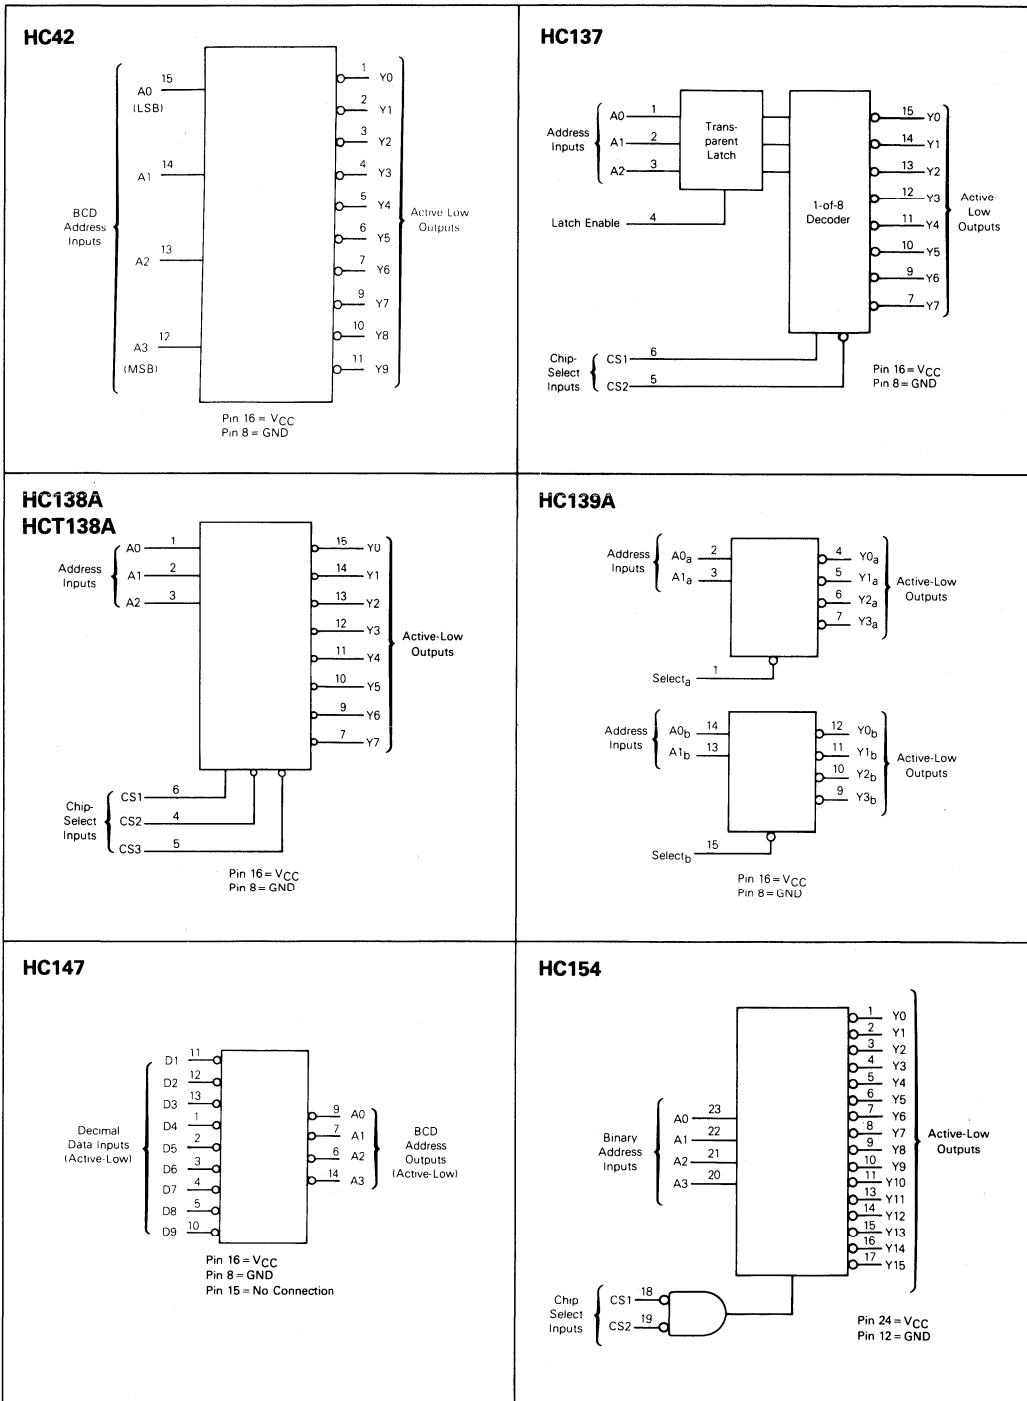 HC42
BCD
Address
Inputs
A0 15
(LSB)
A1 14
A2 13
A3 12
(MSB)
1 Y0
2 Y1
3 Y2
4 Y3
5 Y4
6 Y5
7 Y6
9 Y7
10 Y8
11 Y9
Active Low
Outputs
Pin 16 = VCC
Pin 8 = GND
HC137
Address
Inputs
A0 1
A1 2
A2 3
Trans-
parent
Latch
Latch Enable 4
1-of-8
Decoder
15 Y0
14 Y1
13 Y2
12 Y3
11 Y4
10 Y5
9 Y6
7 Y7
Active-
Low
Outputs
Chip-
Select
Inputs
CS1 6
CS2 5
Pin 16 = VCC
Pin 8 = GND
HC138A
HCT138A
Address
Inputs
A0 1
A1 2
A2 3
15 Y0
14 Y1
13 Y2
12 Y3
11 Y4
10 Y5
9 Y6
7 Y7
Active-Low
Outputs
Chip-
Select
Inputs
CS1 6
CS2 4
CS3 5
Pin 16 = VCC
Pin 8 = GND
HC139A
Address
Inputs
A0a 2
A1a 3
4 Y0a
5 Y1a
6 Y2a
7 Y3a
Active-Low
Outputs
Selecta 1
Address
Inputs
A0b 14
A1b 13
12 Y0b
11 Y1b
10 Y2b
9 Y3b
Active-Low
Outputs
Selectb 15
Pin 16 = VCC
Pin 8 = GND
HC147
Decimal
Data Inputs
(Active-Low)
D1 11
D2 12
D3 13
D4 1
D5 2
D6 3
D7 4
D8 5
D9 10
9 A0
7 A1
6 A2
14 A3
BCD
Address
Outputs
(Active-Low)
Pin 16 = VCC
Pin 8 = GND
Pin 15 = No Connection
HC154
Binary
Address
Inputs
A0 23
A1 22
A2 21
A3 20
1 Y0
2 Y1
3 Y2
4 Y3
5 Y4
6 Y5
7 Y6
8 Y7
9 Y8
10 Y9
11 Y10
13 Y11
14 Y12
15 Y13
16 Y14
17 Y15
Active-Low
Outputs
Chip
Select
Inputs
CS1 18
CS2 19
Pin 24 = VCC
Pin 12 = GND